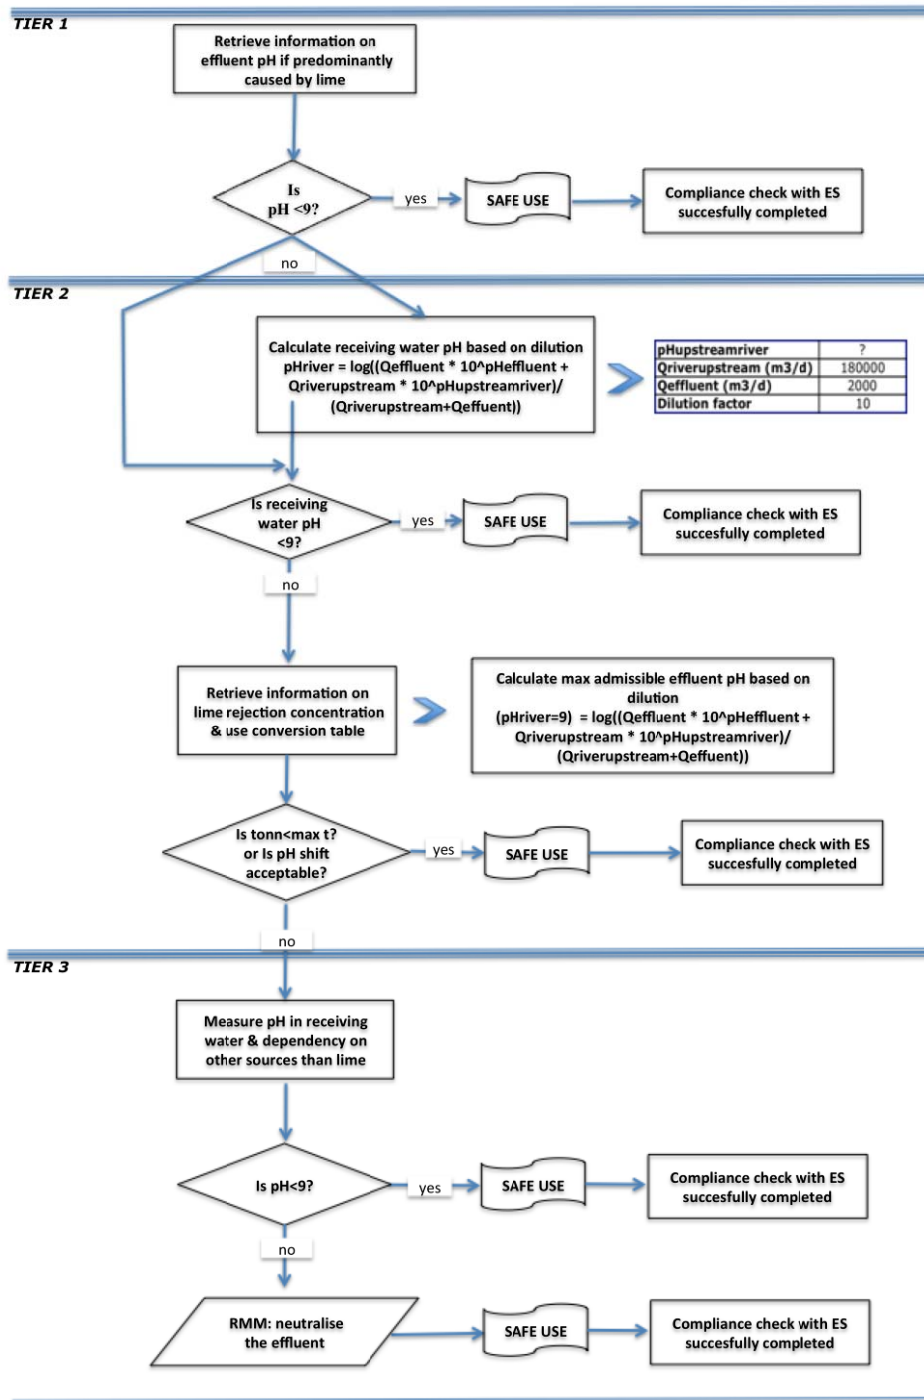 TIER 1
Retrieve information on
effluent pH if predominantly
caused by lime
Is
pH <9?
yes
SAFE USE
Compliance check with ES
succesfully completed
no
TIER 2
Calculate receiving water pH based on dilution
pHriver = log((Qeffluent * 10^pHeffluent +
Qriverupstream * 10^pHupstreamriver)/
(Qriverupstream+Qeffuent))
pHupstreamriver ?
Qriverupstream (m3/d) 180000
Qeffluent (m3/d) 2000
Dilution factor 10
Is receiving
water pH
<9?
yes
SAFE USE
Compliance check with ES
succesfully completed
no
Retrieve information on
lime rejection concentration
& use conversion table
Calculate max admissible effluent pH based on
dilution
(pHriver=9) = log((Qeffluent * 10^pHeffluent +
Qriverupstream * 10^pHupstreamriver)/
(Qriverupstream+Qeffuent))
Is tonn<max t?
or Is pH shift
acceptable?
yes
SAFE USE
Compliance check with ES
succesfully completed
no
TIER 3
Measure pH in receiving
water & dependency on
other sources than lime
Is pH<9?
yes
SAFE USE
Compliance check with ES
succesfully completed
no
RMM: neutralise
the effluent
SAFE USE
Compliance check with ES
succesfully completed